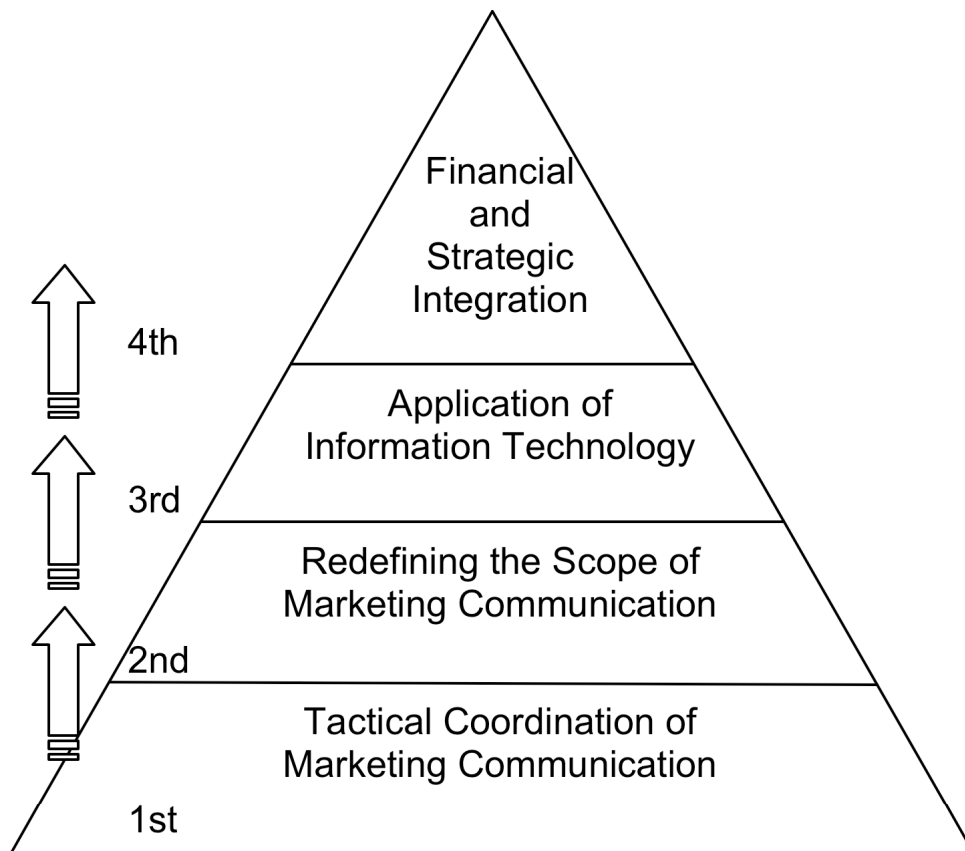 Financial
and
Strategic
Integration
4th
Application of
Information Technology
3rd
Redefining the Scope of
Marketing Communication
2nd
Tactical Coordination of
Marketing Communication
1st